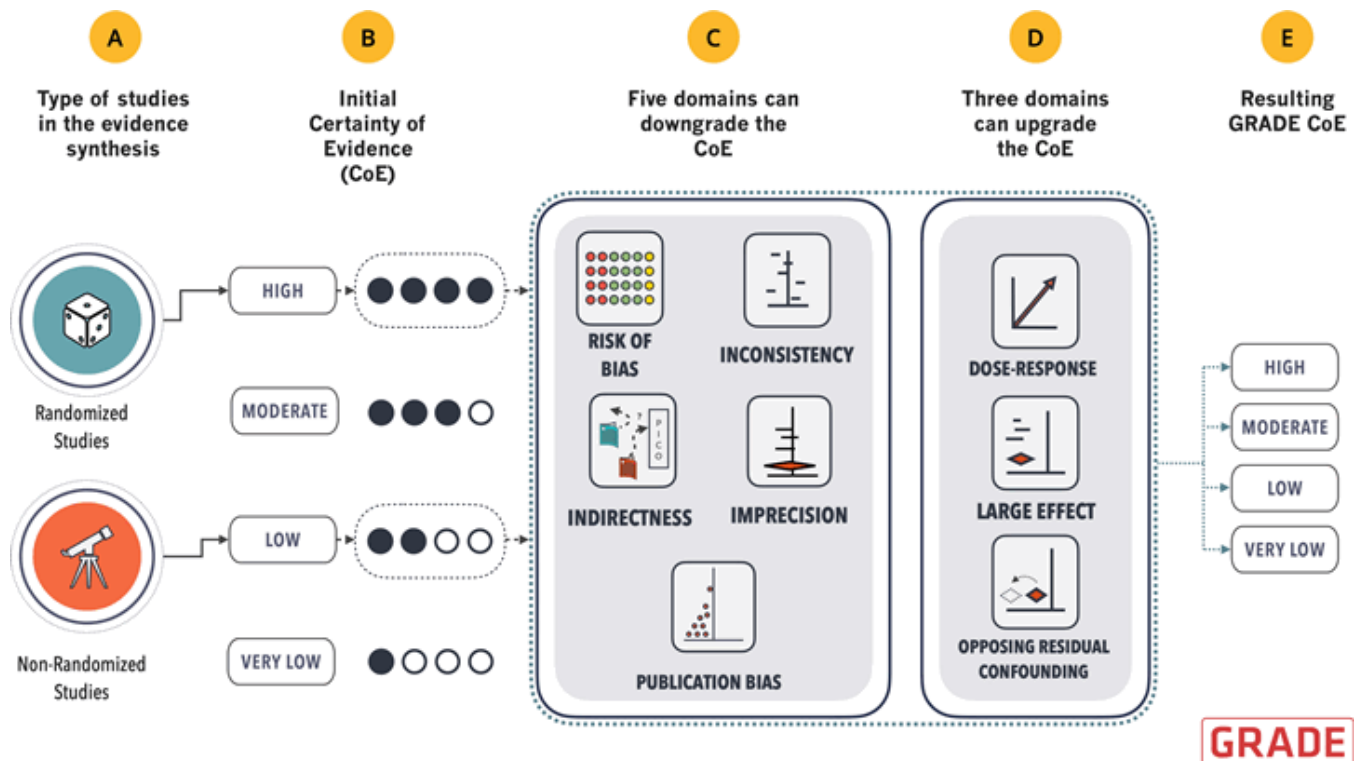 A
B
C
D
E
Type of studies
in the evidence
synthesis
Initial
Certainty of
Evidence
(CoE)
Five domains can
downgrade the
CoE
Three domains
can upgrade
the CoE
Resulting
GRADE CoE
Randomized
Studies
Non-Randomized
Studies
HIGH
MODERATE
LOW
VERY LOW
RISK OF
BIAS
INCONSISTENCY
?
P
I
C
O
INDIRECTNESS
IMPRECISION
PUBLICATION BIAS
DOSE-RESPONSE
LARGE EFFECT
OPPOSING RESIDUAL
CONFOUNDING
HIGH
MODERATE
LOW
VERY LOW
GRADE